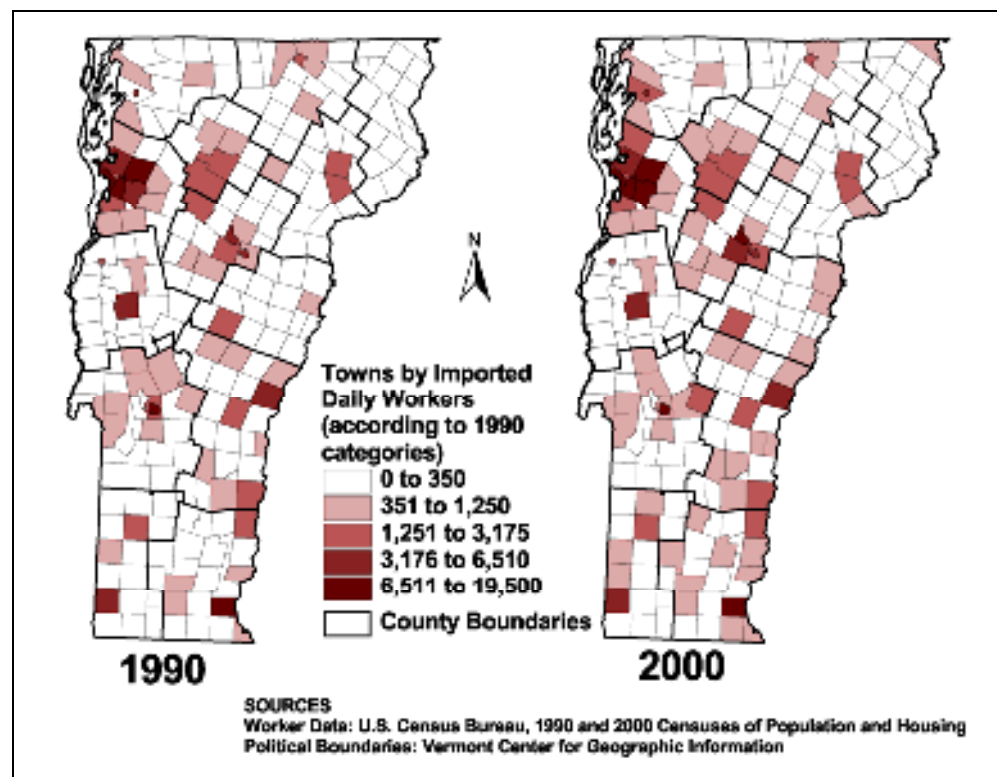 N
Towns by Imported
Daily Workers
(according to 1990
categories)
0 to 350
351 to 1,250
1,251 to 3,175
3,176 to 6,510
6,511 to 19,500
County Boundaries
1990
2000
SOURCES
Worker Data: U.S. Census Bureau, 1990 and 2000 Censuses of Population and Housing
Political Boundaries: Vermont Center for Geographic Information